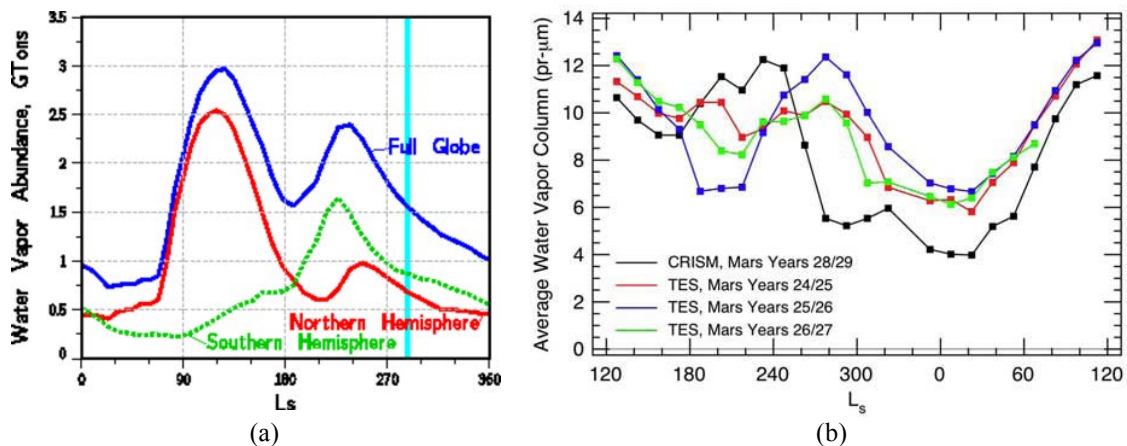 3.5
3
2.5
2
1.5
1
0.5
0
Water Vapor Abundance, GTons
Full Globe
Northern Hemisphere
Southern Hemisphere
0 90 180 270 360
Ls
(a)
14
12
10
8
6
4
2
0
Average Water Vapor Column (pr-μm)
CRISM, Mars Years 28/29
TES, Mars Years 24/25
TES, Mars Years 25/26
TES, Mars Years 26/27
120 180 240 300 0 60 120
Ls
(b)